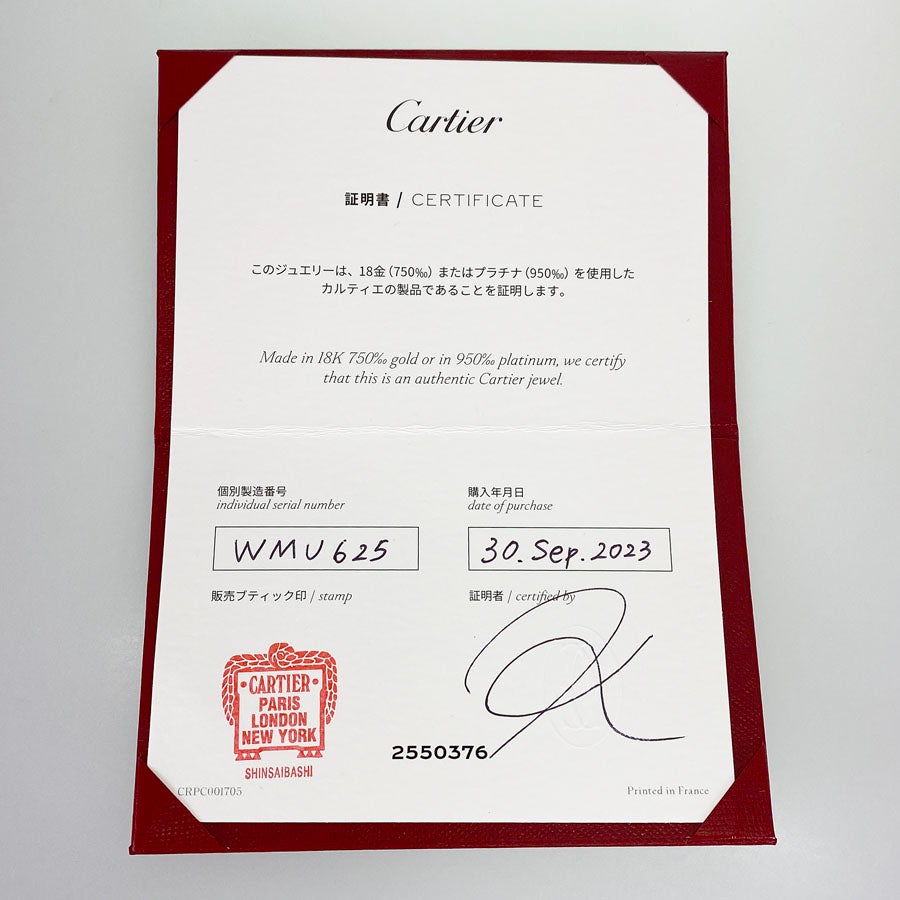 Cartier
証明書 / CERTIFICATE
このジュエリーは、18金（750‰）またはプラチナ（950‰）を使用した
カルティエの製品であることを証明します。
Made in 18K 750‰ gold or in 950‰ platinum, we certify
that this is an authentic Cartier jewel.
個別製造番号
individual serial number
WMU625
購入年月日
date of purchase
30.Sep.2023
販売ブティック印 / stamp
証明者 / certified by
•CARTIER•
PARIS
LONDON
NEW YORK
SHINSAIBASHI
2550376
CRPC001705
Printed in France